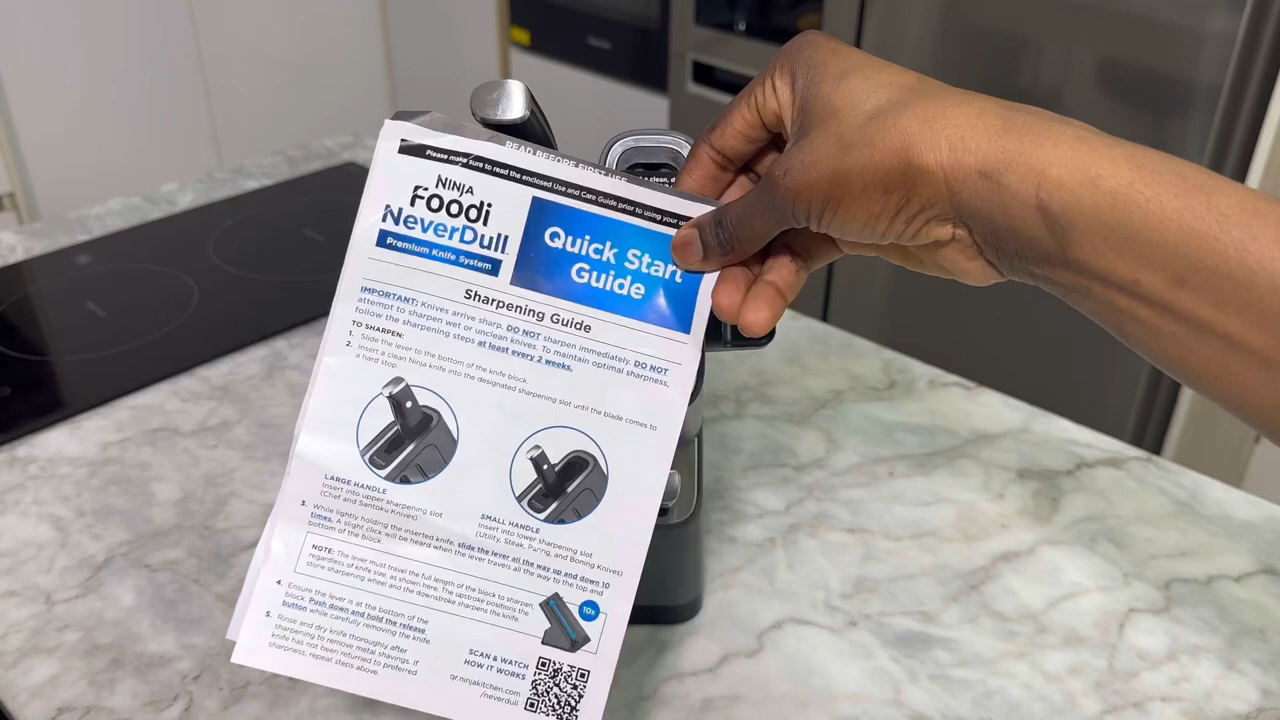 READ BEFORE FIRST USE
Please make sure to read the enclosed Use and Care Guide prior to using your
a clean, d
NINJA
Foodi
NeverDull
Premium Knife System
Quick Start
Guide
Sharpening Guide
IMPORTANT: Knives arrive sharp. DO NOT sharpen immediately. DO NOT
attempt to sharpen wet or unclean knives. To maintain optimal sharpness,
follow the sharpening steps at least every 2 weeks.
TO SHARPEN:
1. Slide the lever to the bottom of the knife block.
2. Insert a clean Ninja knife into the designated sharpening slot until the blade comes to
a hard stop.
LARGE HANDLE
Insert into upper sharpening slot
(Chef and Santoku Knives)
SMALL HANDLE
Insert into lower sharpening slot
(Utility, Steak, Paring, and Boning Knives)
3. While lightly holding the inserted knife, slide the lever all the way up and down 10
times. A slight click will be heard when the lever travels all the way to the top and
bottom of the block.
NOTE: The lever must travel the full length of the block to sharpen,
regardless of knife size, as shown here. The upstroke positions the
stone sharpening wheel and the downstroke sharpens the knife.
10x
4. Ensure the lever is at the bottom of the
block. Push down and hold the release
button while carefully removing the knife.
5. Rinse and dry knife thoroughly after
sharpening to remove metal shavings. If
knife has not been returned to preferred
sharpness, repeat steps above.
SCAN & WATCH
HOW IT WORKS
qr.ninjakitchen.com
/neverdull